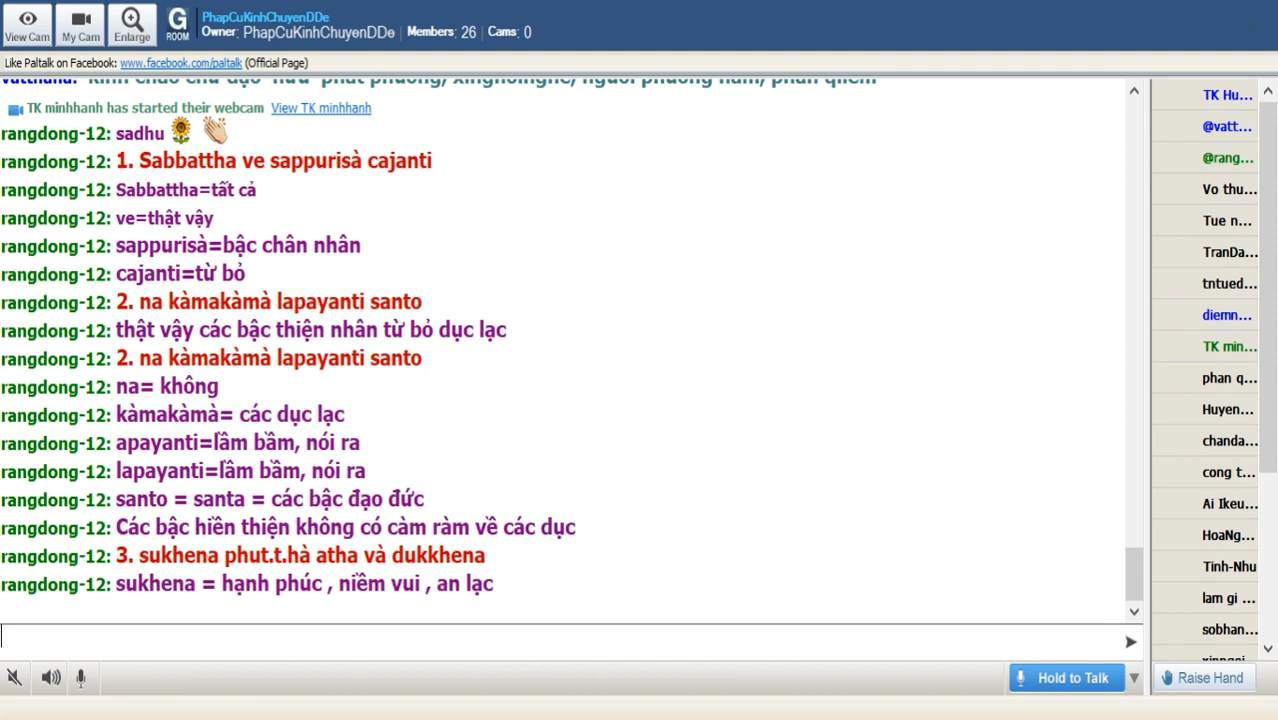 PhapCuKinhChuyenDDe
Owner: PhapCuKinhChuyenDDe Members: 26 Cams: 0
View Cam
My Cam
Enlarge
G
ROOM
Like Paltalk on Facebook: www.facebook.com/paltalk (Official Page)
TK minhhanh has started their webcam View TK minhhanh
rangdong-12: sadhu
rangdong-12: 1. Sabbattha ve sappurisà cajanti
rangdong-12: Sabbattha=tất cả
rangdong-12: ve=thật vậy
rangdong-12: sappurisà=bậc chân nhân
rangdong-12: cajanti=từ bỏ
rangdong-12: 2. na kàmakàmà lapayanti santo
rangdong-12: thật vậy các bậc thiện nhân từ bỏ dục lạc
rangdong-12: 2. na kàmakàmà lapayanti santo
rangdong-12: na= không
rangdong-12: kàmakàmà= các dục lạc
rangdong-12: apayanti=lầm bầm, nói ra
rangdong-12: lapayanti=lầm bầm, nói ra
rangdong-12: santo = santa = các bậc đạo đức
rangdong-12: Các bậc hiền thiện không có càm ràm về các dục
rangdong-12: 3. sukhena phut.t.hà atha và dukkhena
rangdong-12: sukhena = hạnh phúc , niềm vui , an lạc
TK Hu...
@vatt...
@rang...
Vo thu...
Tue n...
TranDa...
tntued...
diemn...
TK min...
phan q...
Huyen...
chanda...
cong t...
Ai Ikeu...
HoaNg...
Tinh-Nhu
lam gi ...
sobhan...
Hold to Talk
Raise Hand